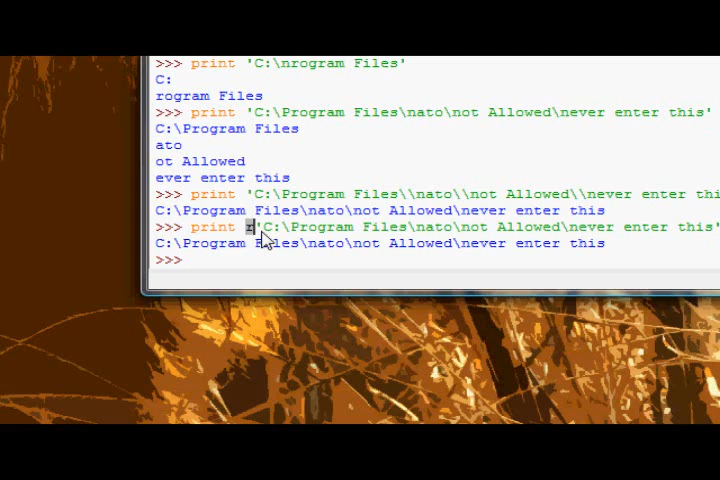 >>> print 'C:\nrogram Files'
C:
rogram Files
>>> print 'C:\Program Files\nato\not Allowed\never enter this'
C:\Program Files
ato
ot Allowed
ever enter this
>>> print 'C:\Program Files\\nato\\not Allowed\\never enter thi
C:\Program Files\nato\not Allowed\never enter this
>>> print r'C:\Program Files\nato\not Allowed\never enter this'
C:\Program Files\nato\not Allowed\never enter this
>>>